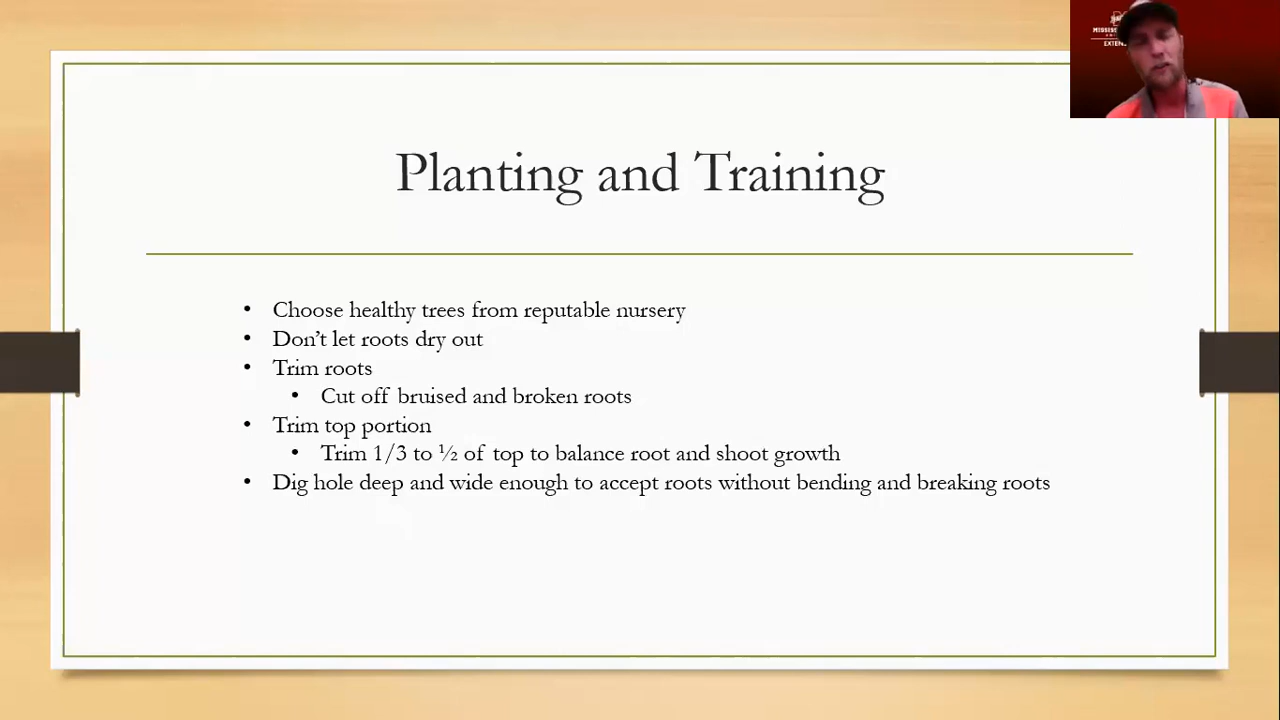 Planting and Training
• Choose healthy trees from reputable nursery
• Don't let roots dry out
• Trim roots
• Cut off bruised and broken roots
• Trim top portion
• Trim 1/3 to ½ of top to balance root and shoot growth
• Dig hole deep and wide enough to accept roots without bending and breaking roots